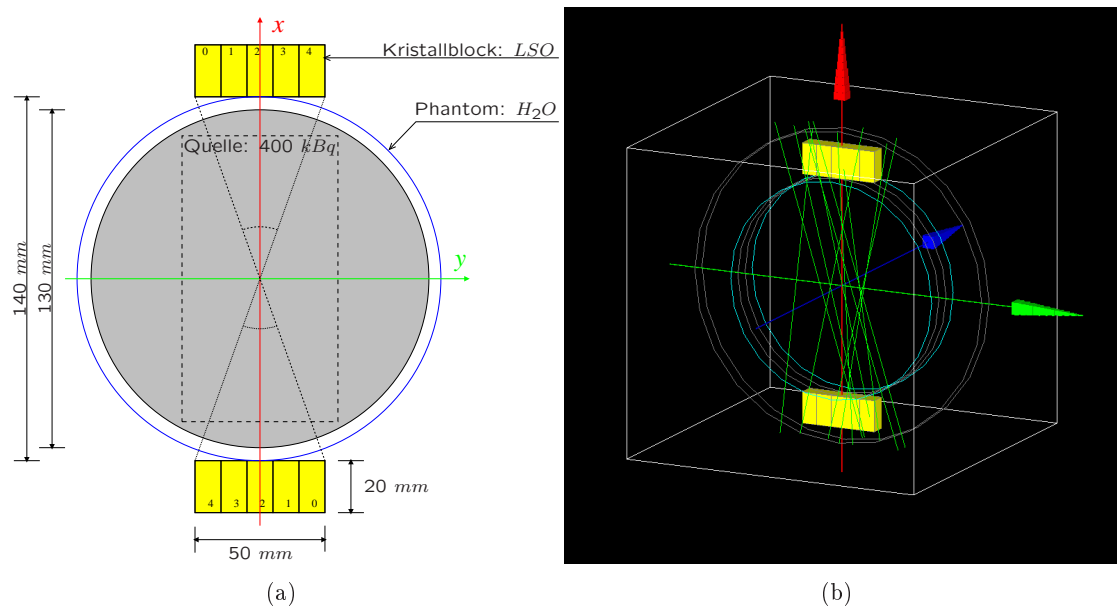 x
0 1 2 3 4
Kristallblock: LSO
Phantom: H₂O
Quelle: 400 kBq
y
140 mm
130 mm
4 3 2 1 0
20 mm
50 mm
(a)
(b)